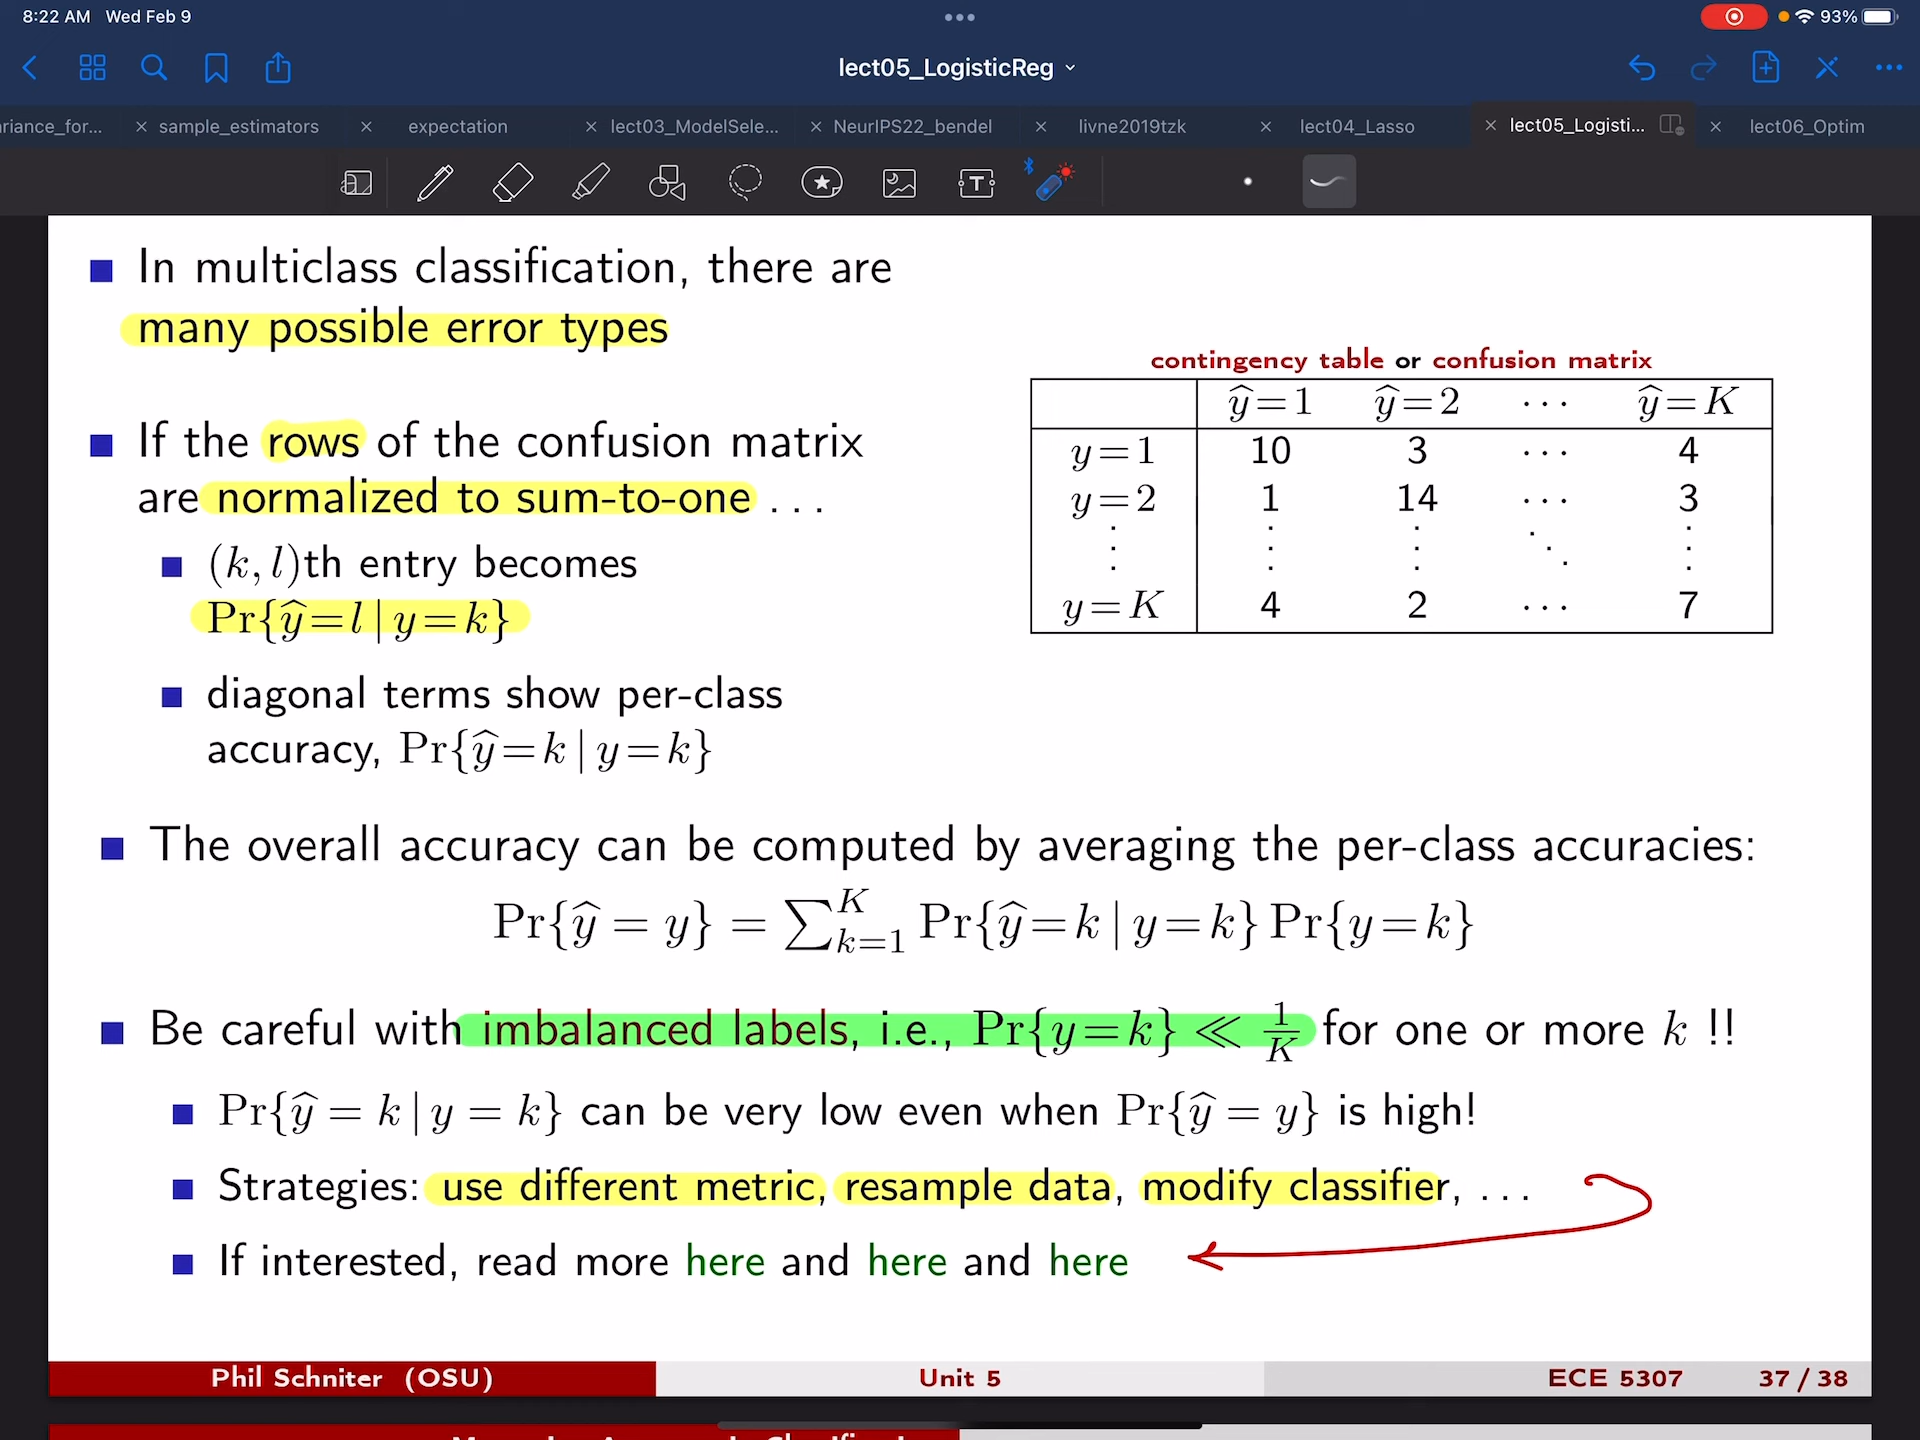 8:22 AM Wed Feb 9
93%
lect05_LogisticReg
riance_for...
sample_estimators
expectation
lect03_ModelSele...
NeurIPS22_bendel
livne2019tzk
lect04_Lasso
lect05_Logisti...
lect06_Optim
In multiclass classification, there are
many possible error types
If the rows of the confusion matrix
are normalized to sum-to-one ...
(k, l)th entry becomes
Pr{ŷ=l | y=k}
diagonal terms show per-class
accuracy, Pr{ŷ=k | y=k}
contingency table or confusion matrix
ŷ=1 ŷ=2 ··· ŷ=K
y=1 10 3 ··· 4
y=2 1 14 ··· 3
⋮ ⋮ ⋮ ⋱ ⋮
y=K 4 2 ··· 7
The overall accuracy can be computed by averaging the per-class accuracies:
Pr{ŷ = y} = ∑_{k=1}^{K} Pr{ŷ=k | y=k} Pr{y=k}
Be careful with imbalanced labels, i.e., Pr{y=k} ≪ 1/K for one or more k !!
Pr{ŷ = k | y = k} can be very low even when Pr{ŷ = y} is high!
Strategies: use different metric, resample data, modify classifier, ...
If interested, read more here and here and here
Phil Schniter (OSU) Unit 5 ECE 5307 37 / 38